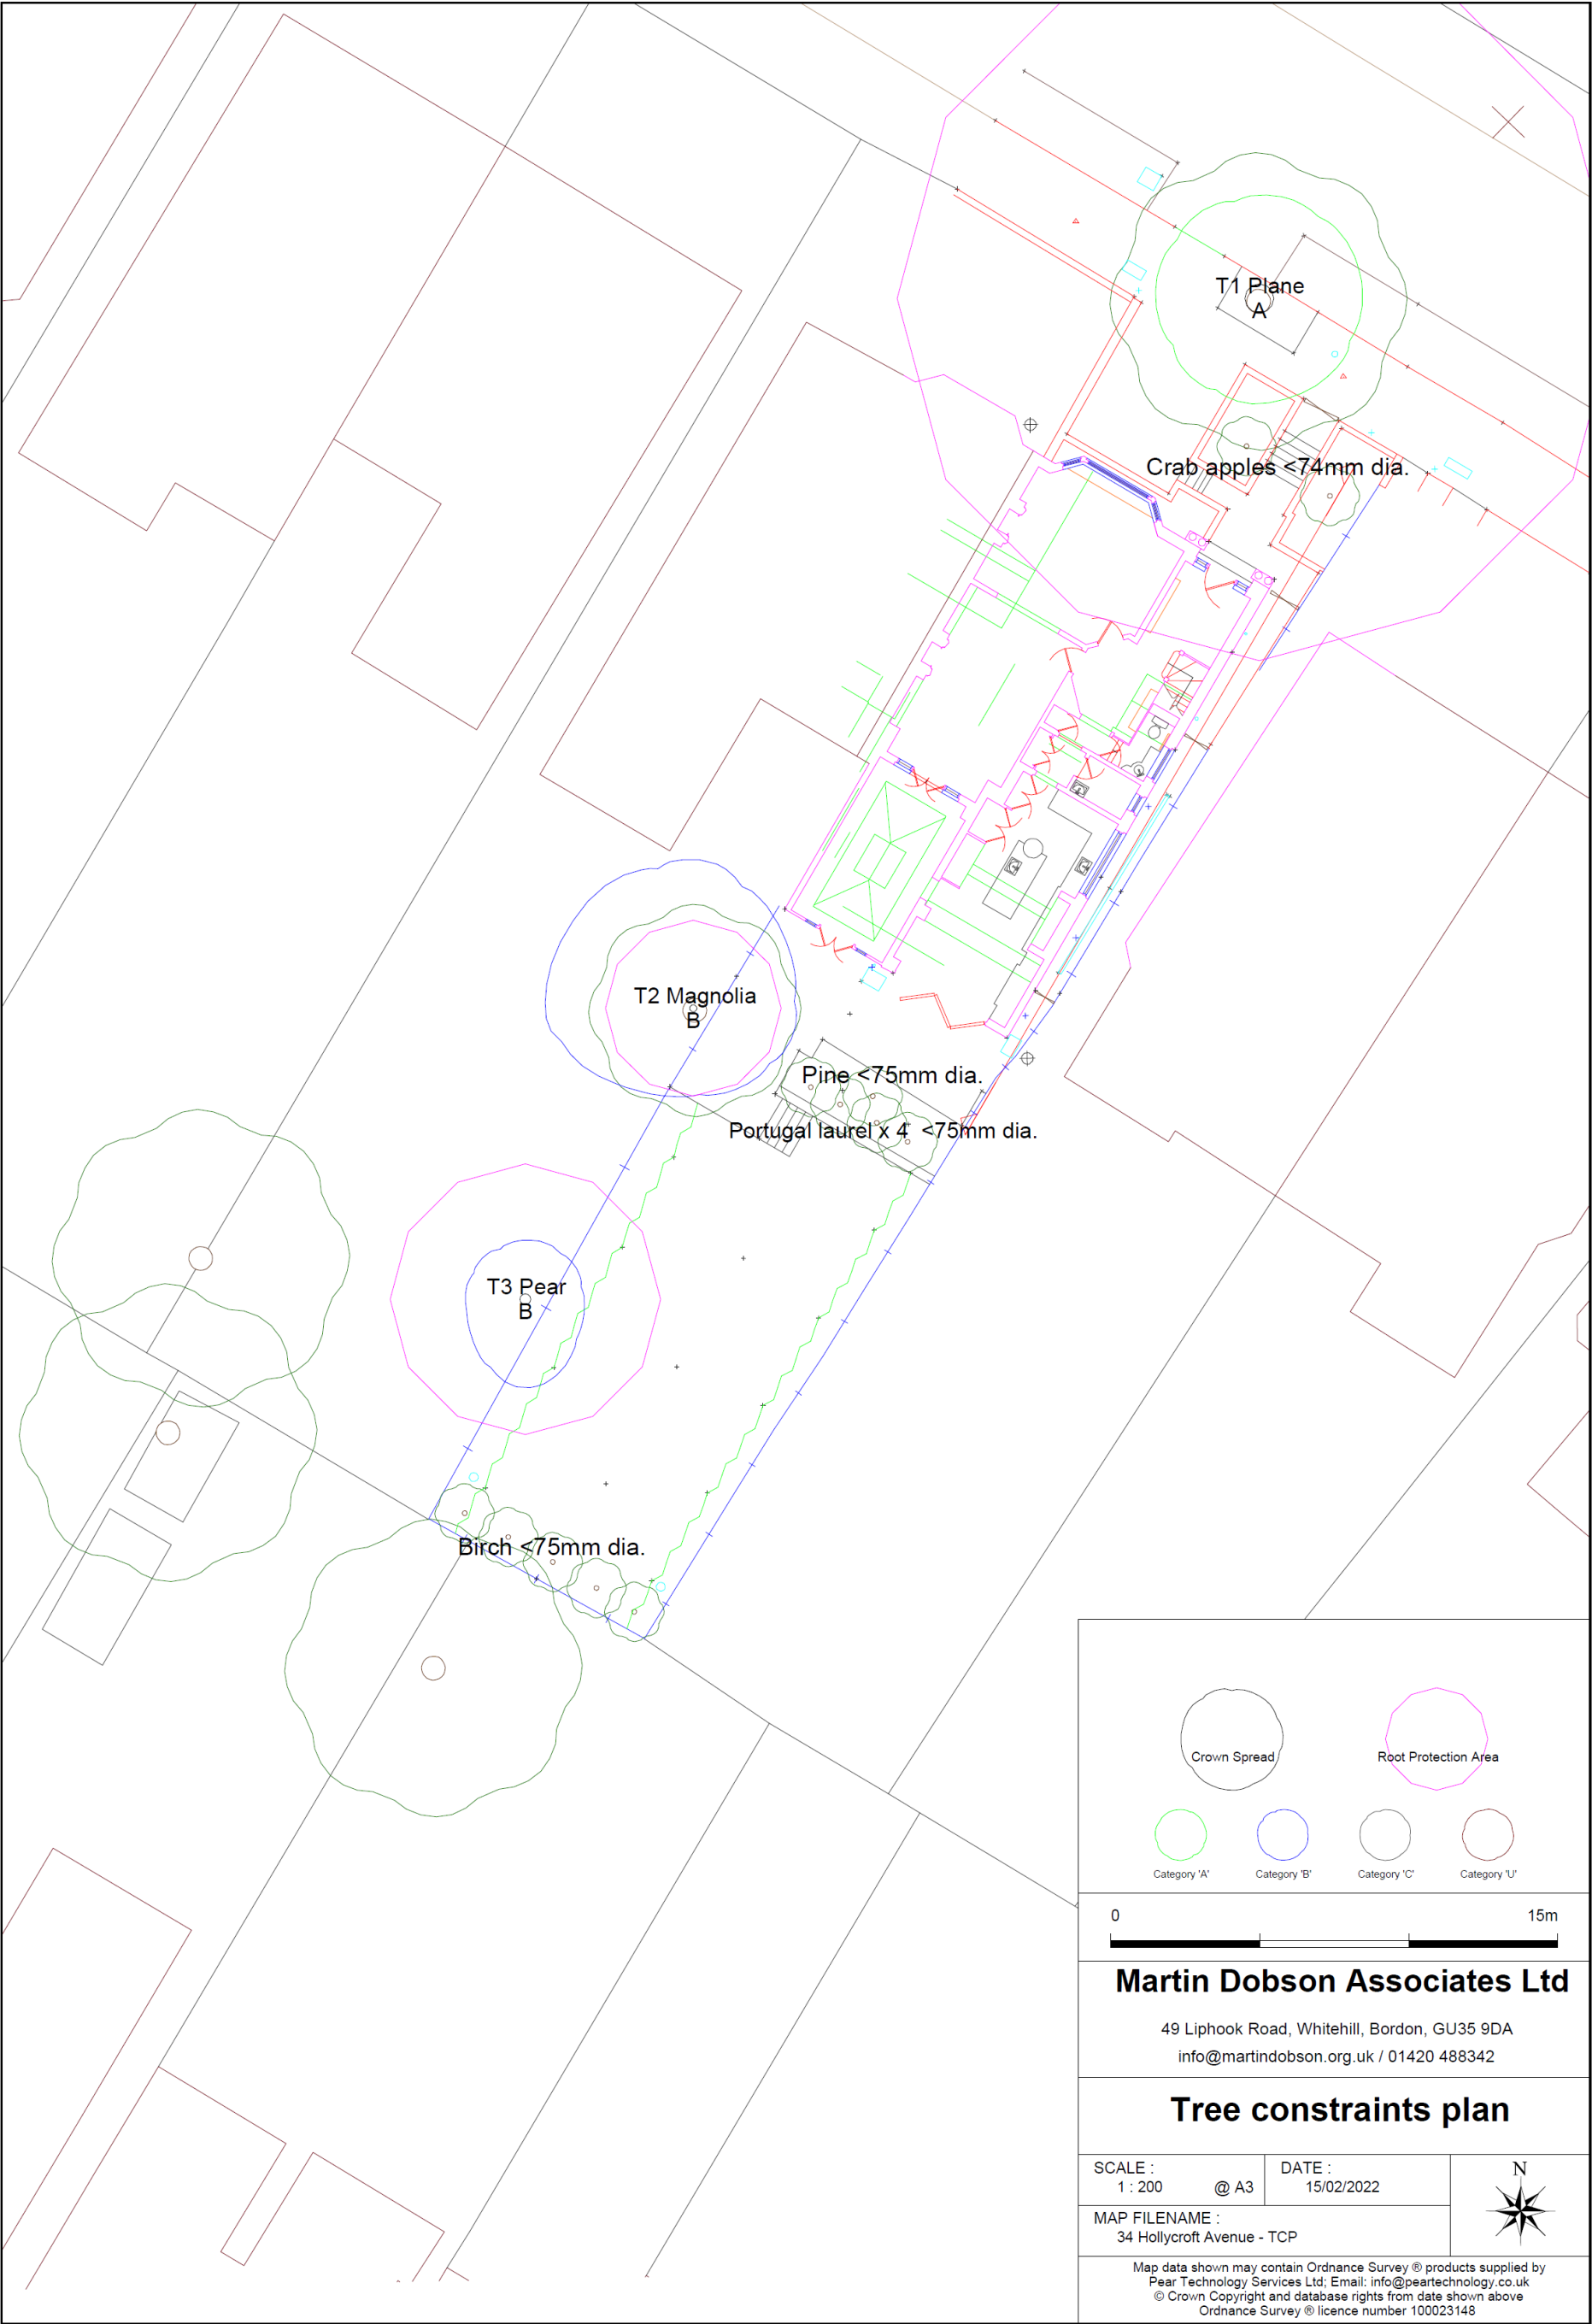 T1 Plane
A
Crab apples <74mm dia.
T2 Magnolia
B
Pine <75mm dia.
Portugal laurel x 4 <75mm dia.
T3 Pear
B
Birch <75mm dia.
Crown Spread
Root Protection Area
Category 'A'
Category 'B'
Category 'C'
Category 'U'
0
15m
Martin Dobson Associates Ltd
49 Liphook Road, Whitehill, Bordon, GU35 9DA
info@martindobson.org.uk / 01420 488342
Tree constraints plan
SCALE :
1 : 200 @ A3
DATE :
15/02/2022
N
MAP FILENAME :
34 Hollycroft Avenue - TCP
Map data shown may contain Ordnance Survey ® products supplied by
Pear Technology Services Ltd; Email: info@peartechnology.co.uk
© Crown Copyright and database rights from date shown above
Ordnance Survey ® licence number 100023148